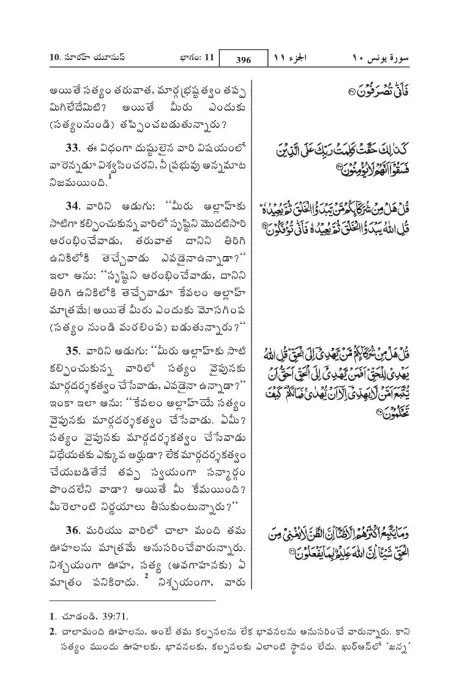 10. సూరహ్ యూనుస్ భాగం: 11 396 الجزء ١١ سورة يونس ١٠
అయితే సత్యం తరువాత, మార్గభ్రష్టత్వం తప్ప
మిగిలేదేమిటి? అయితే మీరు ఎందుకు
(సత్యంనుండి) తప్పించబడుతున్నారు?
فَأَنَّى تُصْرَفُونَ
33. ఈ విధంగా దుష్టులైన వారి విషయంలో
వారెన్నడూ విశ్వసించరని, నీ ప్రభువు అన్నమాట
నిజమయింది.1
كَذَٰلِكَ حَقَّتْ كَلِمَتُ رَبِّكَ عَلَى الَّذِينَ
فَسَقُوا أَنَّهُمْ لَا يُؤْمِنُونَ
34. వారిని అడుగు: ‘‘మీరు అల్లాహ్‌కు
సాటిగా కల్పించుకున్న వారిలో సృష్టిని మొదటిసారి
ఆరంభించేవాడు, తరువాత దానిని తిరిగి
ఉనికిలోకి తెచ్చేవాడు ఎవడైనాఉన్నాడా?’’
ఇలా అను: ‘‘సృష్టిని ఆరంభించేవాడు, దానిని
తిరిగి ఉనికిలోకి తెచ్చేవాడూ కేవలం అల్లాహ్
మాత్రమే! అయితే మీరు ఎందుకు మోసగింప
(సత్యం నుండి మరలింప) బడుతున్నారు?’’
قُلْ هَلْ مِنْ شُرَكَائِكُمْ مَنْ يَبْدَؤُا الْخَلْقَ ثُمَّ يُعِيدُهُ
قُلِ اللَّهُ يَبْدَؤُا الْخَلْقَ ثُمَّ يُعِيدُهُ فَأَنَّى تُؤْفَكُونَ
35. వారిని అడుగు: ‘‘మీరు అల్లాహ్‌కు సాటి
కల్పించుకున్న వారిలో సత్యం వైపునకు
మార్గదర్శకత్వం చేసేవాడు, ఎవడైనా ఉన్నాడా?’’
ఇంకా ఇలా అను: ‘‘కేవలం అల్లాహ్‌యే సత్యం
వైపునకు మార్గదర్శకత్వం చేసేవాడు. ఏమీ?
సత్యం వైపునకు మార్గదర్శకత్వం చేసేవాడు
విధేయతకు ఎక్కువ అర్హుడా? లేక మార్గదర్శకత్వం
చేయబడితేనే తప్ప స్వయంగా సన్మార్గం
పొందలేని వాడా? అయితే మీ కేమయింది?
మీరెలాంటి నిర్ణయాలు తీసుకుంటున్నారు?’’
قُلْ هَلْ مِنْ شُرَكَائِكُمْ مَنْ يَهْدِي إِلَى الْحَقِّ قُلِ اللَّهُ
يَهْدِي لِلْحَقِّ أَفَمَنْ يَهْدِي إِلَى الْحَقِّ أَحَقُّ أَنْ
يُتَّبَعَ أَمَّنْ لَا يَهِدِّي إِلَّا أَنْ يُهْدَى فَمَا لَكُمْ كَيْفَ
تَحْكُمُونَ
36. మరియు వారిలో చాలా మంది తమ
ఊహలను మాత్రమే అనుసరించేవారున్నారు.
నిశ్చయంగా ఊహ, సత్య (అవగాహనకు) ఏ
మాత్రం పనికిరాదు. 2 నిశ్చయంగా, వారు
وَمَا يَتَّبِعُ أَكْثَرُهُمْ إِلَّا ظَنًّا إِنَّ الظَّنَّ لَا يُغْنِي مِنَ
الْحَقِّ شَيْئًا إِنَّ اللَّهَ عَلِيمٌ بِمَا يَفْعَلُونَ
1. చూడండి, 39:71.
2. చాలామంది ఊహలను, అంటే తమ కల్పనలను లేక భావనలను అనుసరించే వారున్నారు. కాని
సత్యం ముందు ఊహలకు, భావనలకు, కల్పనలకు ఎలాంటి స్థానం లేదు. ఖుర్ఆన్‌లో ‘జన్న’